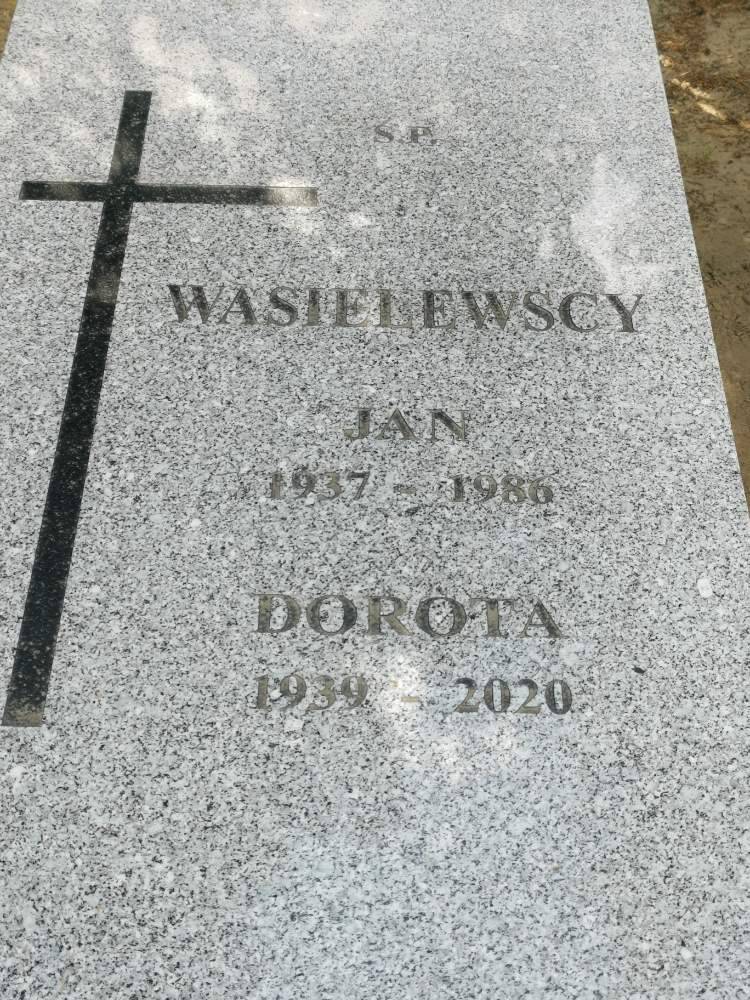 S.P.
WASIELEWSCY
JAN
1937 - 1986
DOROTA
1939 - 2020